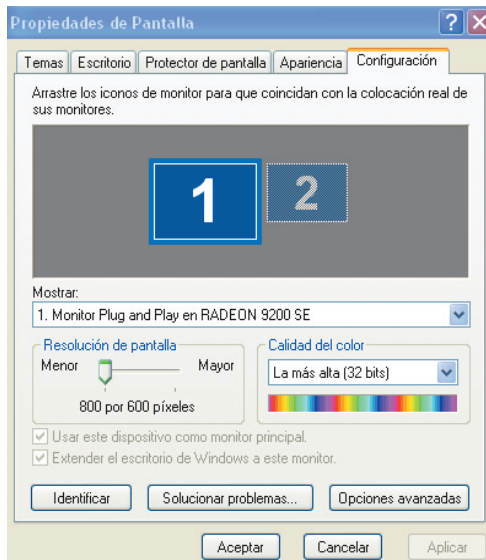 Propiedades de Pantalla
Temas Escritorio Protector de pantalla Apariencia Configuración
Arrastre los iconos de monitor para que coincidan con la colocación real de
sus monitores.
1 2
Mostrar:
1. Monitor Plug and Play en RADEON 9200 SE
Resolución de pantalla
Menor Mayor
800 por 600 píxeles
Calidad del color
La más alta (32 bits)
Usar este dispositivo como monitor principal.
Extender el escritorio de Windows a este monitor.
Identificar Solucionar problemas... Opciones avanzadas
Aceptar Cancelar Aplicar